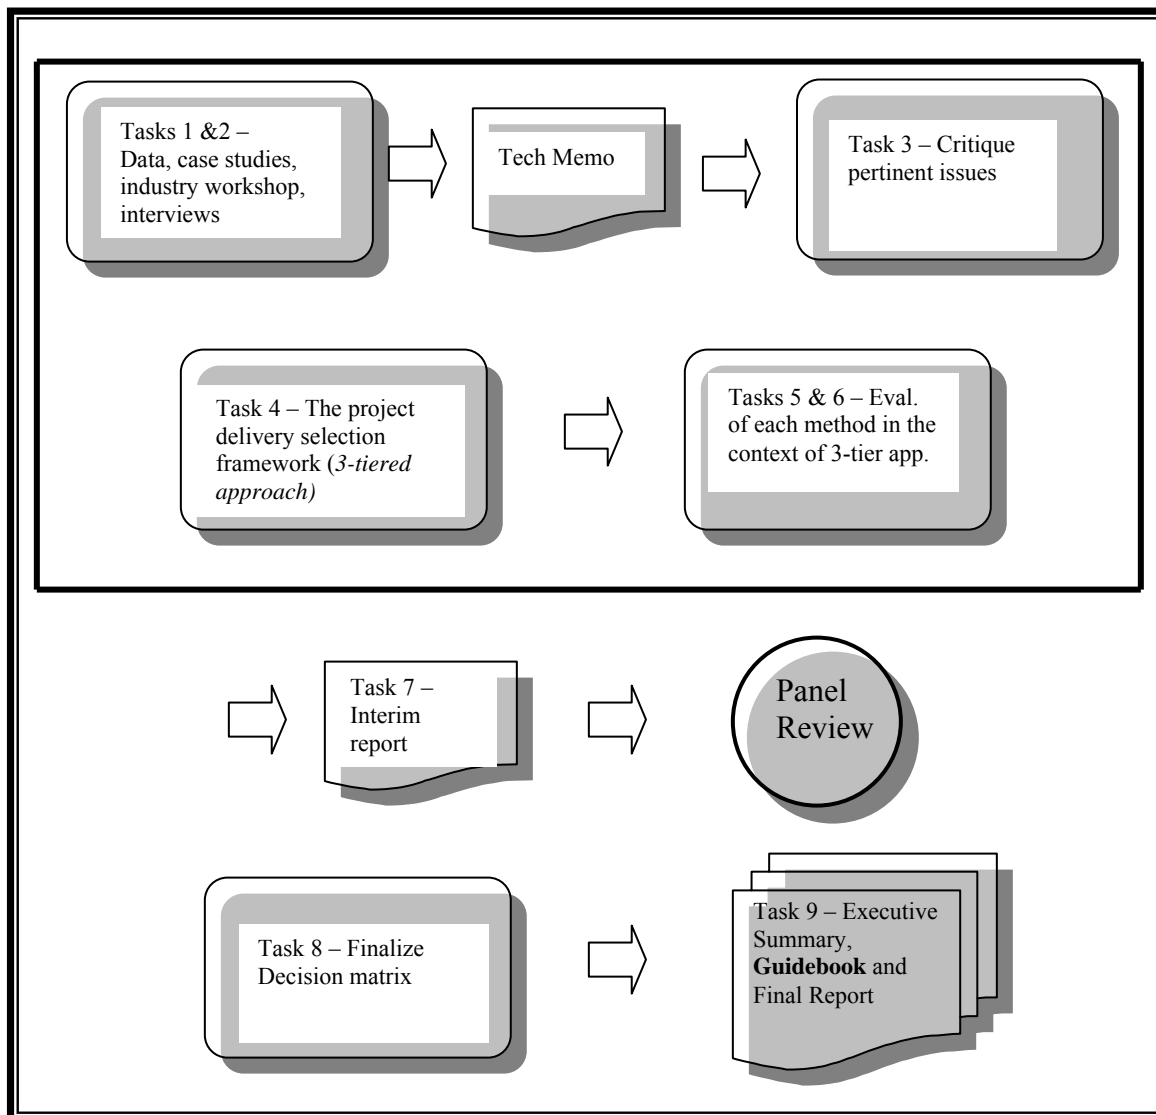 Tasks 1 &2 –
Data, case studies,
industry workshop,
interviews
Tech Memo
Task 3 – Critique
pertinent issues
Task 4 – The project
delivery selection
framework (3-tiered
approach)
Tasks 5 & 6 – Eval.
of each method in the
context of 3-tier app.
Task 7 –
Interim
report
Panel
Review
Task 8 – Finalize
Decision matrix
Task 9 – Executive
Summary,
Guidebook and
Final Report